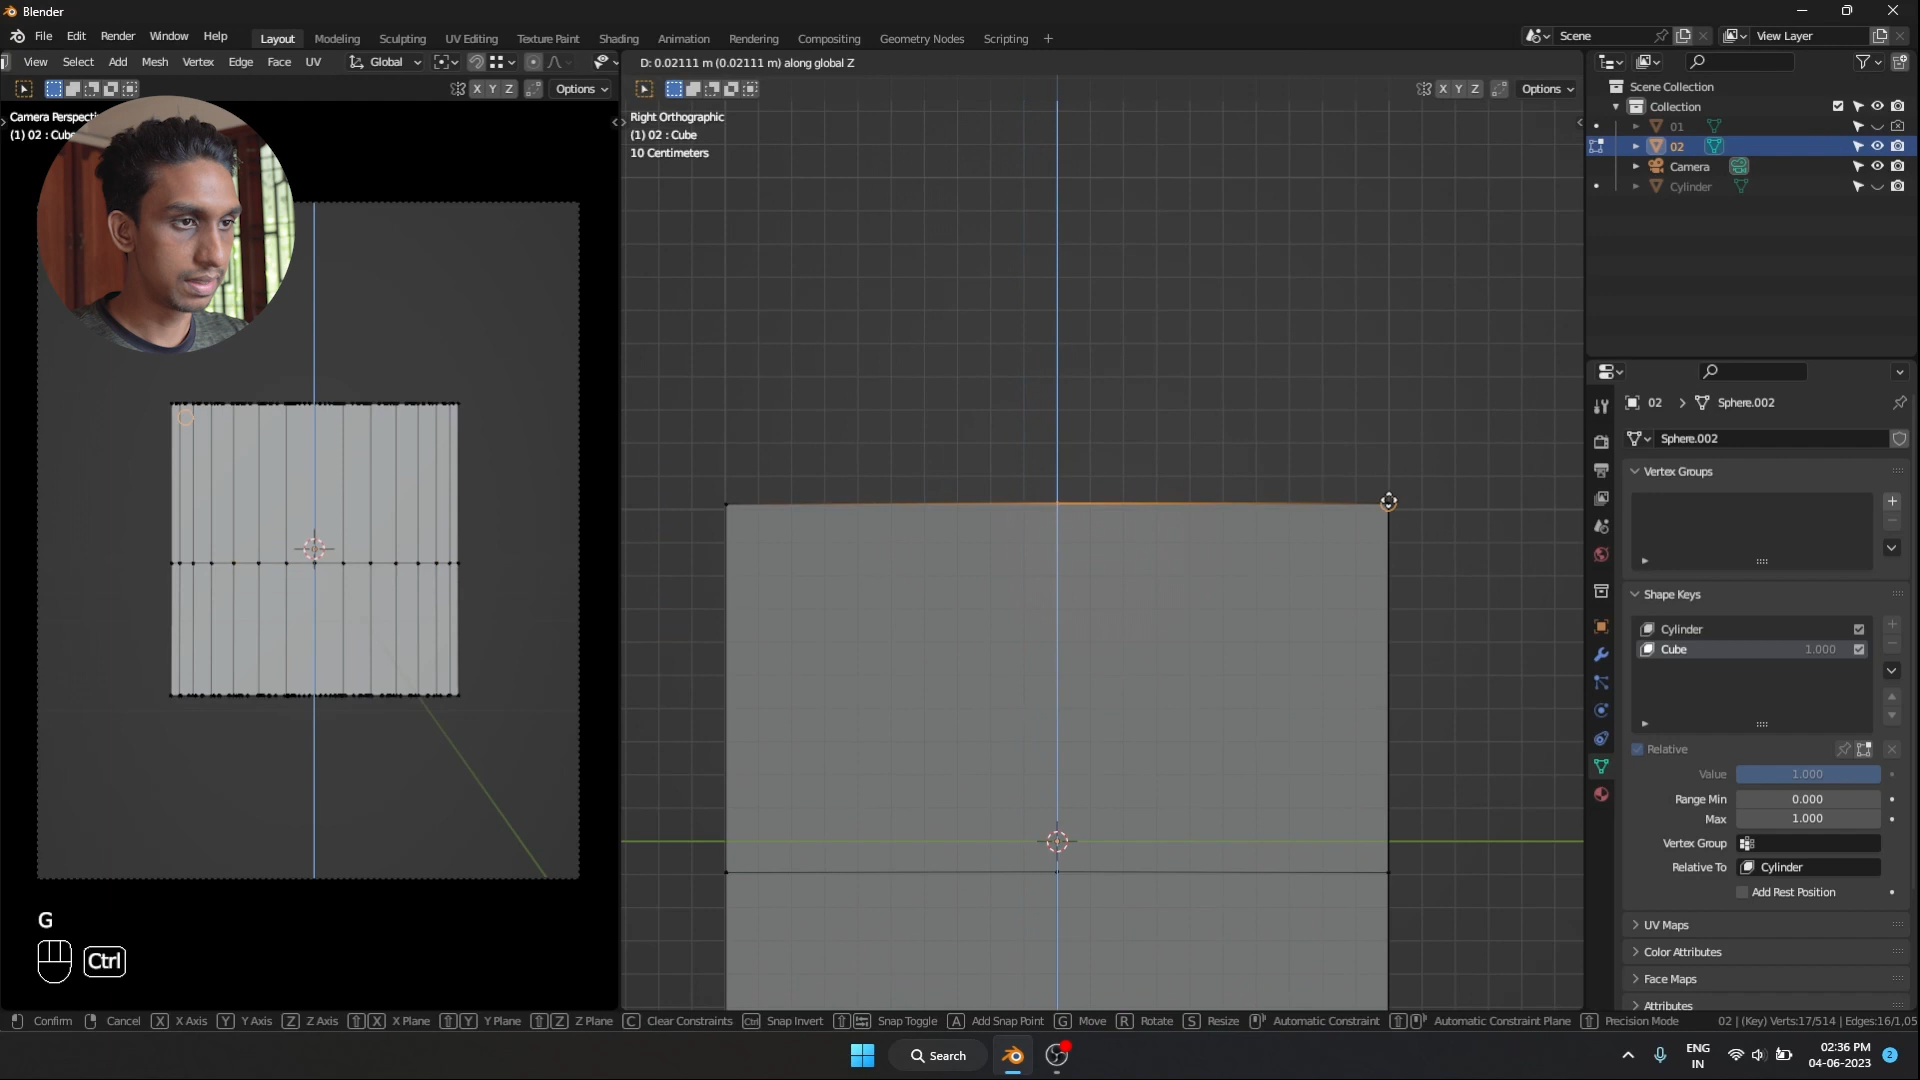 Blender
File Edit Render Window Help Layout Modeling Sculpting UV Editing Texture Paint Shading Animation Rendering Compositing Geometry Nodes Scripting + Scene View Layer
View Select Add Mesh Vertex Edge Face UV Global D: 0.02111 m (0.02111 m) along global Z
X Y Z Options X Y Z Options
Camera Perspecti
(1) 02 : Cube
Right Orthographic
(1) 02 : Cube
10 Centimeters
Scene Collection
Collection
01
02
Camera
Cylinder
02 > Sphere.002
Sphere.002
Vertex Groups
Shape Keys
Cylinder
Cube 1.000
Relative
Value 1.000
Range Min 0.000
Max 1.000
Vertex Group
Relative To Cylinder
Add Rest Position
UV Maps
Color Attributes
Face Maps
Attributes
G
Ctrl
Confirm Cancel X X Axis Y Y Axis Z Z Axis X X Plane Y Y Plane Z Z Plane C Clear Constraints Ctrl Snap Invert Snap Toggle A Add Snap Point G Move R Rotate S Resize Automatic Constraint Automatic Constraint Plane Precision Mode 02 | (Key) Verts:17/514 | Edges:16/1,05
Search
ENG
IN
02:36 PM
04-06-2023
2